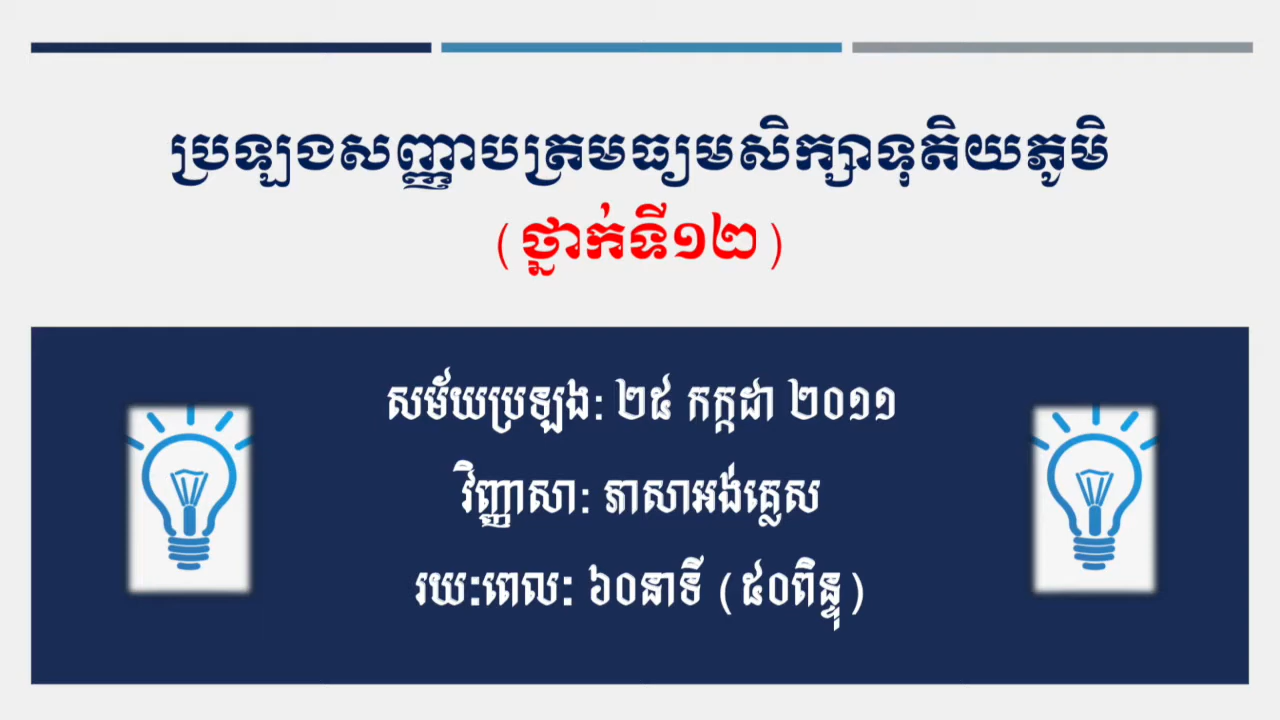 ប្រឡងសញ្ញាបត្រមធ្យមសិក្សាទុតិយភូមិ
(ថ្នាក់ទី១២)
សម័យប្រឡង: ២៥ កក្កដា ២០១១
វិញ្ញាសា: ភាសាអង់គ្លេស
រយៈពេល: ៦០នាទី (៥០ពិន្ទុ)